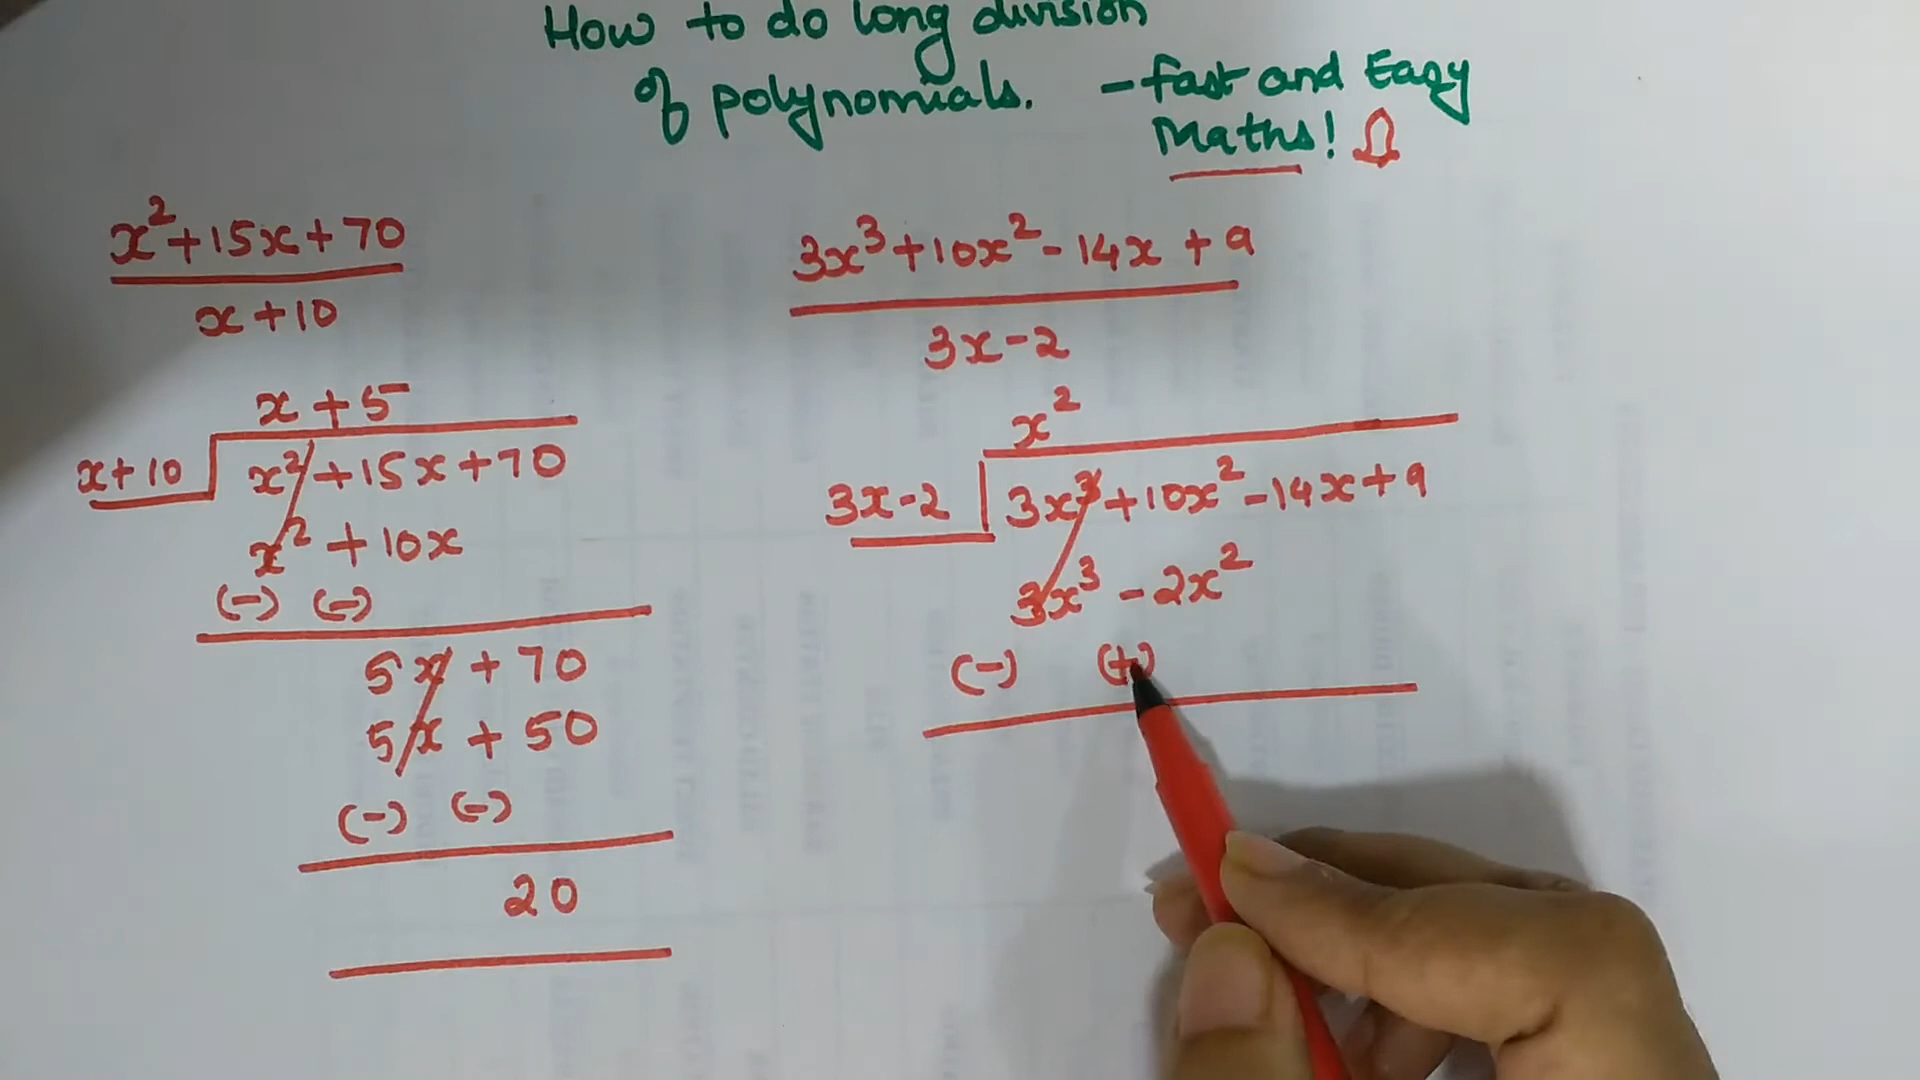 How to do long division
of polynomials. - Fast and Easy
Maths!
x²+15x+70
x+10
x+5
x+10
x²+15x+70
x²+10x
(-) (-)
5x+70
5x+50
(-) (-)
20
3x³+10x²-14x+9
3x-2
x²
3x-2
3x³+10x²-14x+9
3x³-2x²
(-) (+)